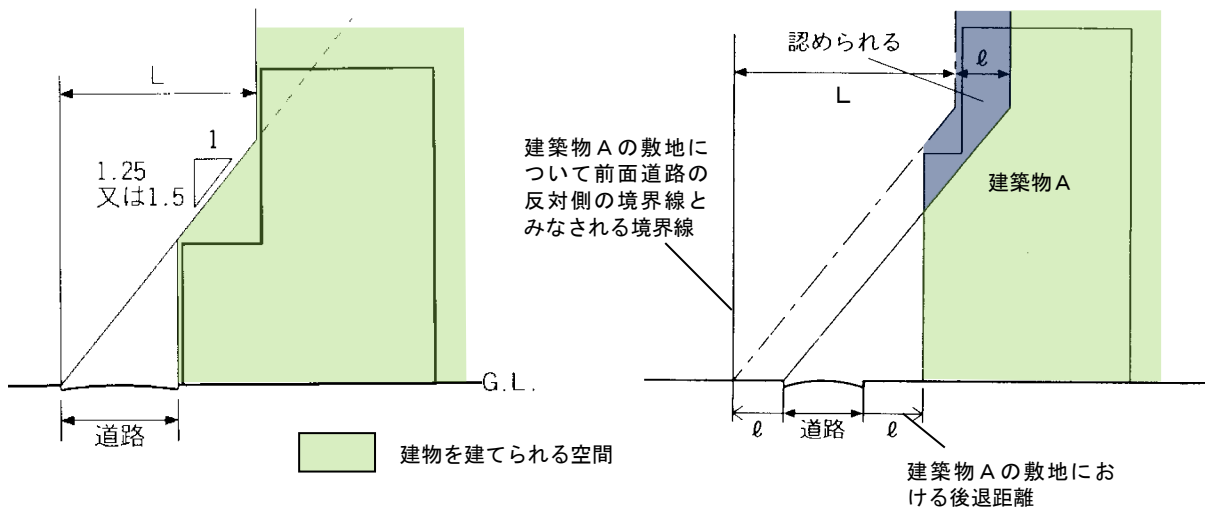 L
1
1.25
又は1.5
G.L.
道路
建物を建てられる空間
認められる
ℓ
L
建築物Aの敷地に
ついて前面道路の
反対側の境界線と
みなされる境界線
建築物A
ℓ
道路
ℓ
建築物Aの敷地にお
ける後退距離